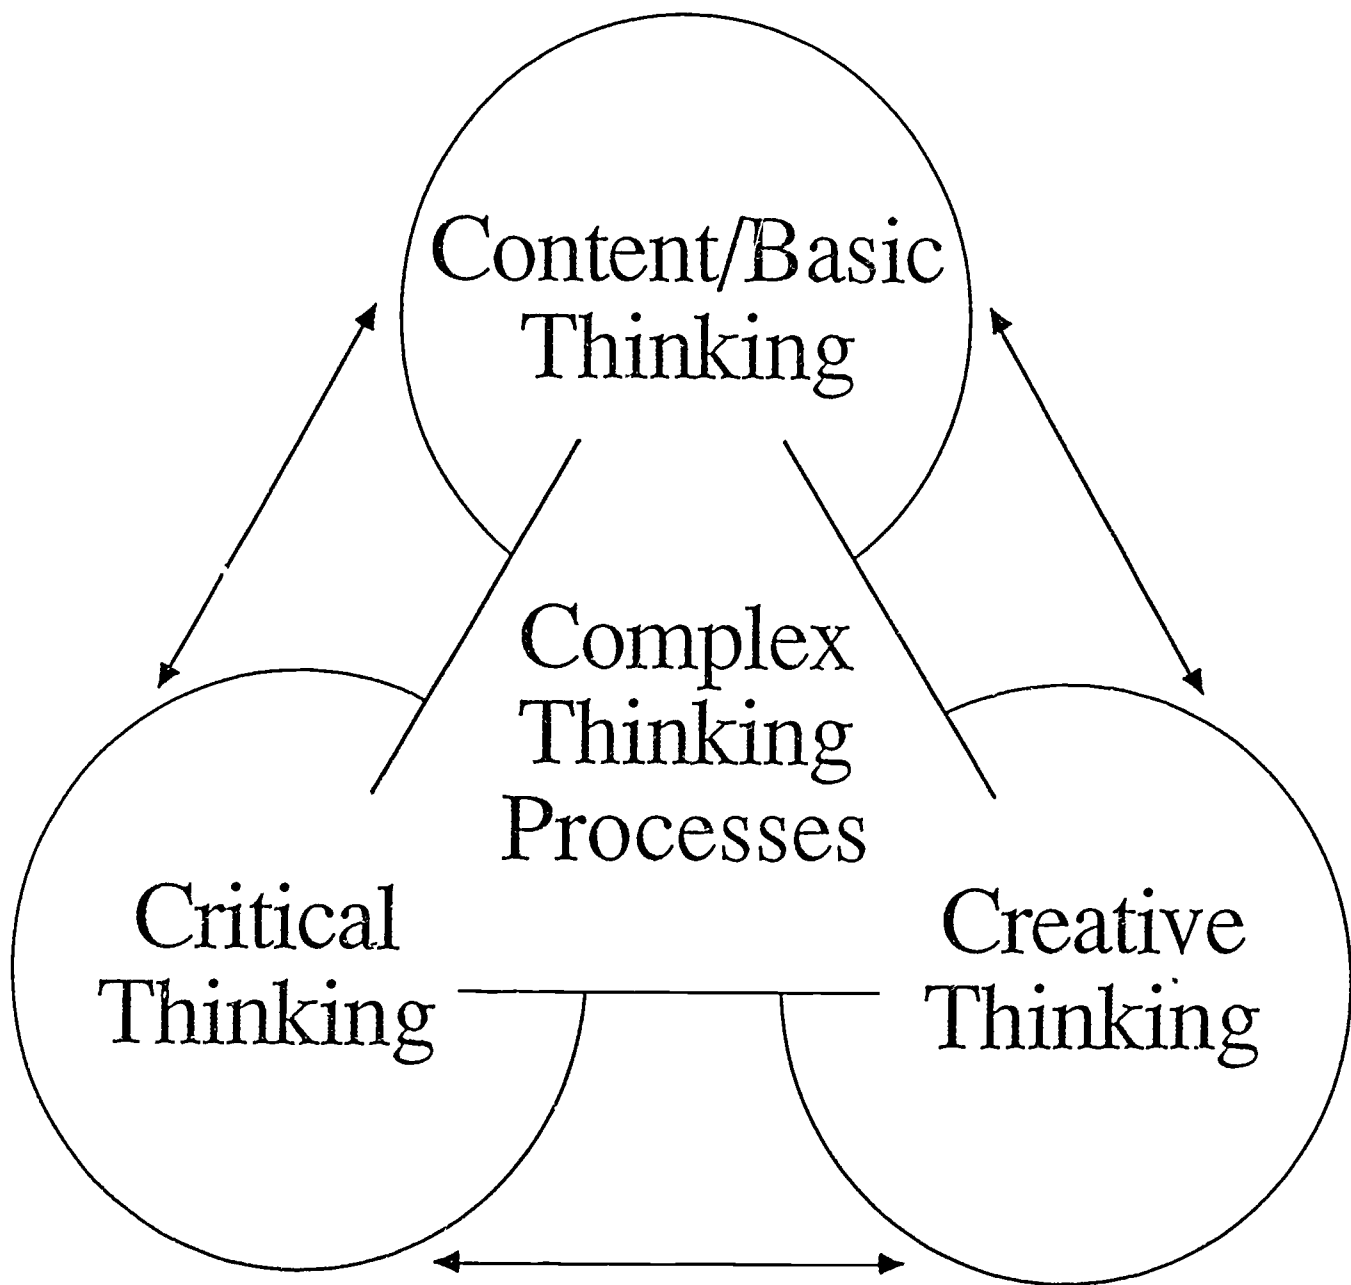 Content/Basic
Thinking
Complex
Thinking
Processes
Critical
Thinking
Creative
Thinking